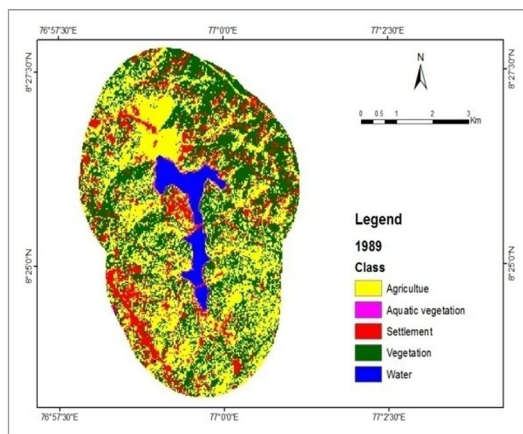 76°57'30"E 77°0'0"E 77°2'30"E
8°27'30"N 8°27'30"N
N
0 0.5 1 2 3
Km
8°25'0"N 8°25'0"N
Legend
1989
Class
Agricultue
Aquatic vegetation
Settlement
Vegetation
Water
76°57'30"E 77°0'0"E 77°2'30"E